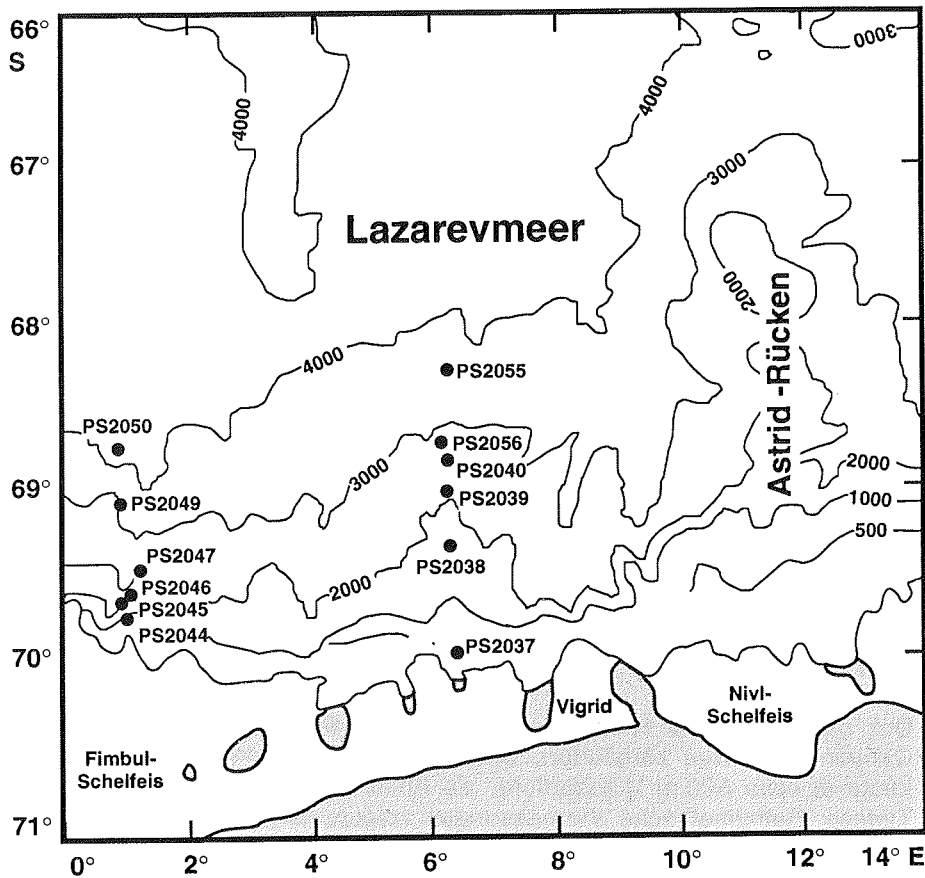 66°
S
3000
4000
4000
67°
3000
Lazarevmeer
2000
Astrid -Rücken
68°
4000
PS2055
PS2050
PS2056
PS2040
3000
2000
69°
PS2049
PS2039
1000
500
PS2047
PS2038
PS2046
2000
PS2045
PS2044
70°
PS2037
Vigrid
Nivl-
Schelfeis
Fimbul-
Schelfeis
71°
0° 2° 4° 6° 8° 10° 12° 14° E